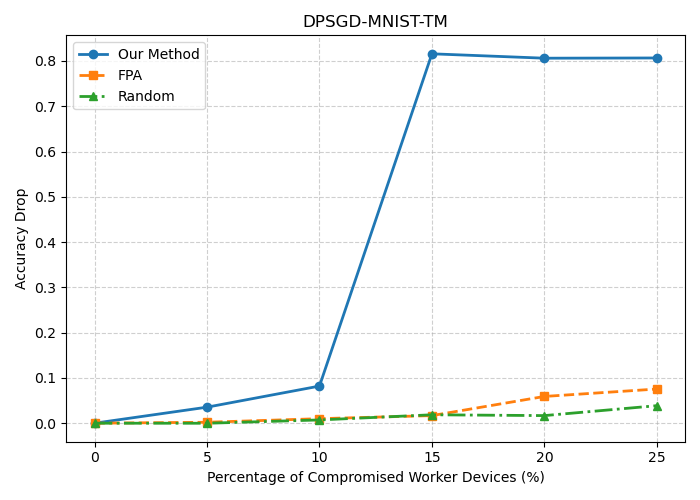 DPSGD-MNIST-TM
Our Method
FPA
Random
0.8
0.7
0.6
0.5
0.4
0.3
0.2
0.1
0.0
Accuracy Drop
0 5 10 15 20 25
Percentage of Compromised Worker Devices (%)